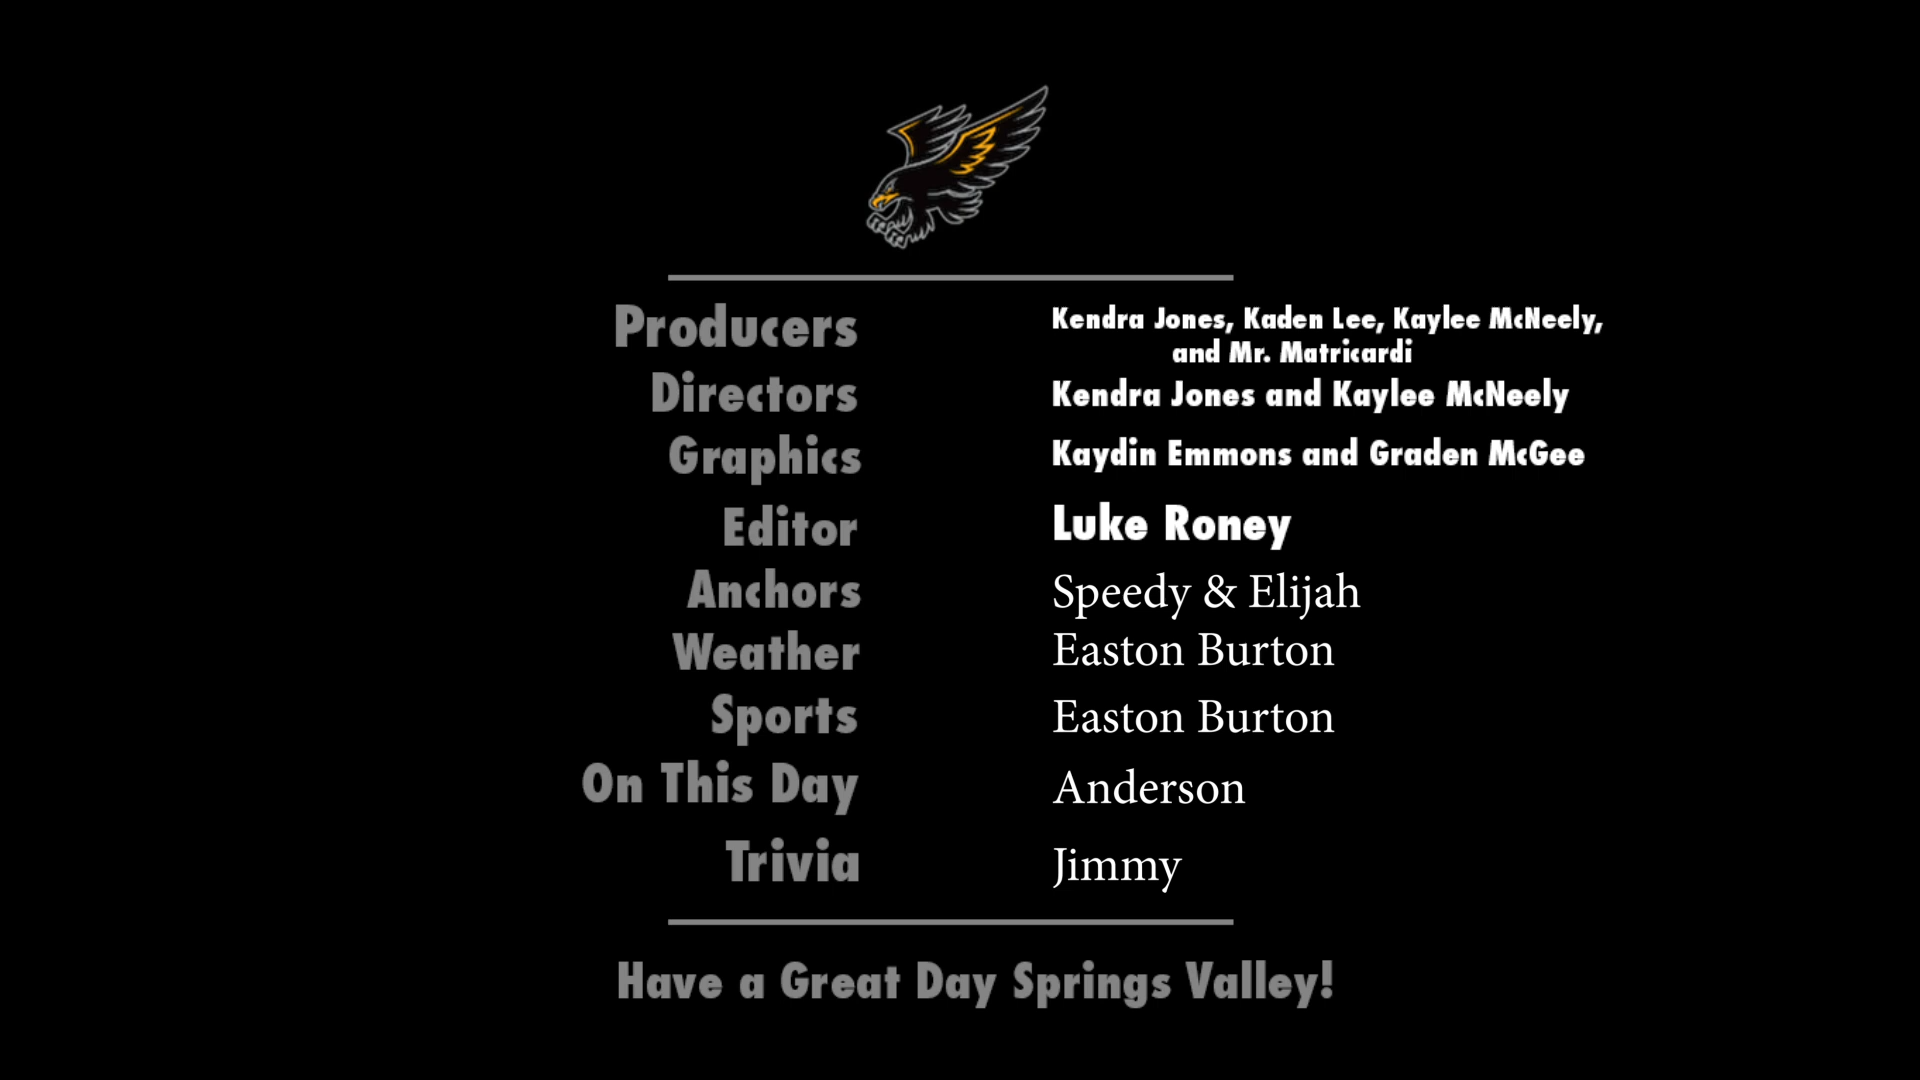 Producers Kendra Jones, Kaden Lee, Kaylee McNeely,
and Mr. Matricardi
Directors Kendra Jones and Kaylee McNeely
Graphics Kaydin Emmons and Graden McGee
Editor Luke Roney
Anchors Speedy & Elijah
Weather Easton Burton
Sports Easton Burton
On This Day Anderson
Trivia Jimmy
Have a Great Day Springs Valley!